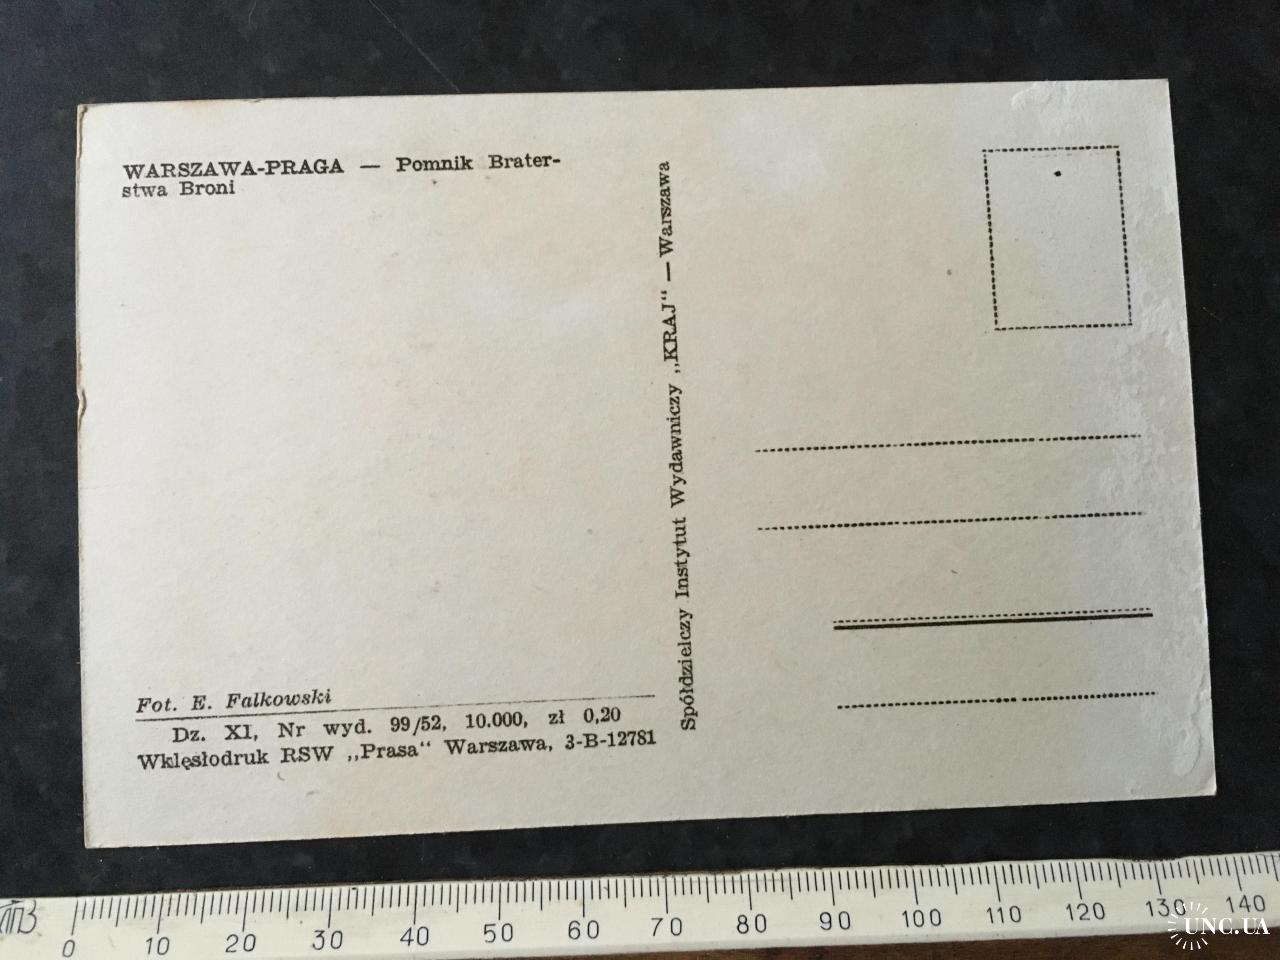 WARSZAWA-PRAGA — Pomnik Brater-
stwa Broni
Spółdzielczy Instytut Wydawniczy „KRAJ“ — Warszawa
Fot. E. Falkowski
Dz. XI, Nr wyd. 99/52, 10.000, zł 0,20
Wklęsłodruk RSW „Prasa“ Warszawa, 3-B-12781
0 10 20 30 40 50 60 70 80 90 100 110 120 130 140
UNC.UA